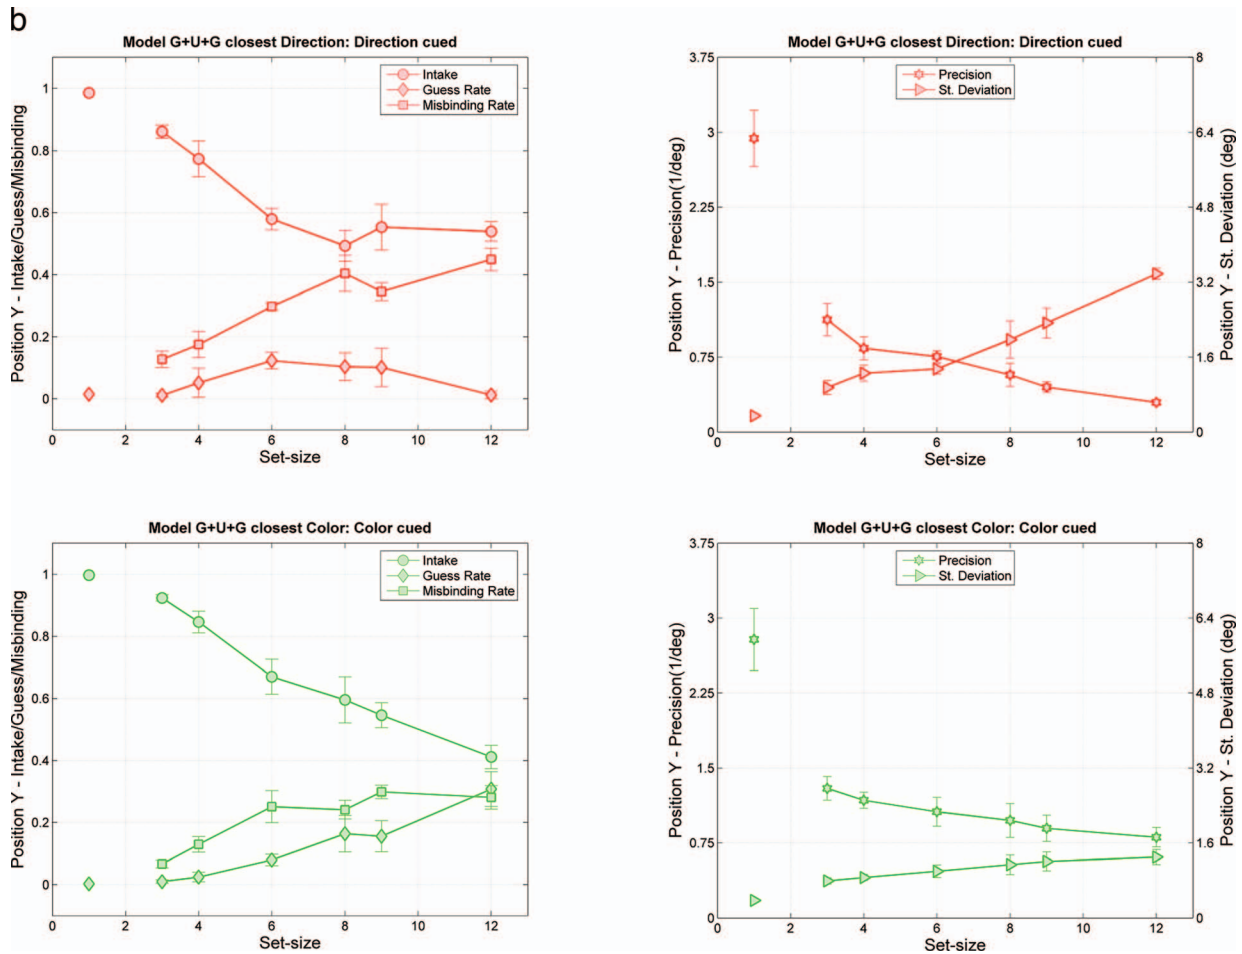 b
Model G+U+G closest Direction: Direction cued
Position Y - Intake/Guess/Misbinding
1
0.8
0.6
0.4
0.2
0
Intake
Guess Rate
Misbinding Rate
0 2 4 6 8 10 12
Set-size
Model G+U+G closest Direction: Direction cued
Position Y - Precision(1/deg)
3.75
3
2.25
1.5
0.75
0
Precision
St. Deviation
8
6.4
4.8
3.2
1.6
0
Position Y - St. Deviation (deg)
0 2 4 6 8 10 12
Set-size
Model G+U+G closest Color: Color cued
Position Y - Intake/Guess/Misbinding
1
0.8
0.6
0.4
0.2
0
Intake
Guess Rate
Misbinding Rate
0 2 4 6 8 10 12
Set-size
Model G+U+G closest Color: Color cued
Position Y - Precision(1/deg)
3.75
3
2.25
1.5
0.75
0
Precision
St. Deviation
8
6.4
4.8
3.2
1.6
0
Position Y - St. Deviation (deg)
0 2 4 6 8 10 12
Set-size